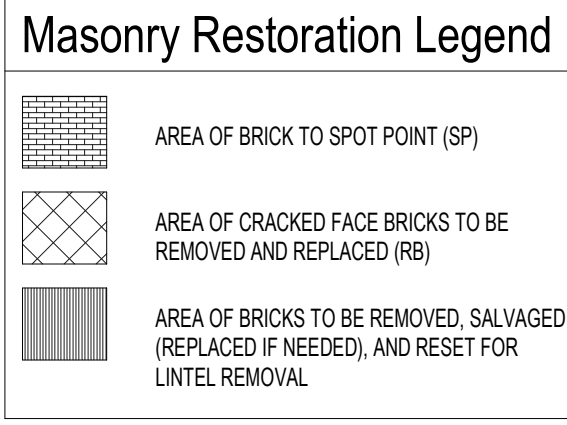 Masonry Restoration Legend
AREA OF BRICK TO SPOT POINT (SP)
AREA OF CRACKED FACE BRICKS TO BE
REMOVED AND REPLACED (RB)
AREA OF BRICKS TO BE REMOVED, SALVAGED
(REPLACED IF NEEDED), AND RESET FOR
LINTEL REMOVAL